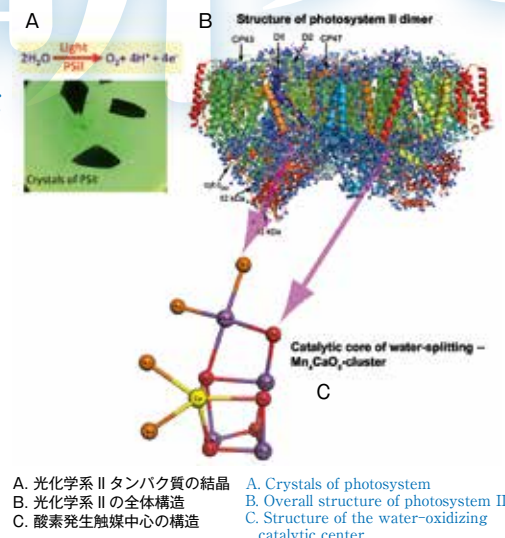 A
2H₂O Light PSII O₂+ 4H⁺ + 4e⁻
Crystals of PSII
B
Structure of photosystem II dimer
CP43 D1 D2 CP47
Catalytic core of water-splitting –
Mn₄CaO₅-cluster
C
A. 光化学系 II タンパク質の結晶
B. 光化学系 II の全体構造
C. 酸素発生触媒中心の構造
A. Crystals of photosystem
B. Overall structure of photosystem II
C. Structure of the water-oxidizing
catalytic center